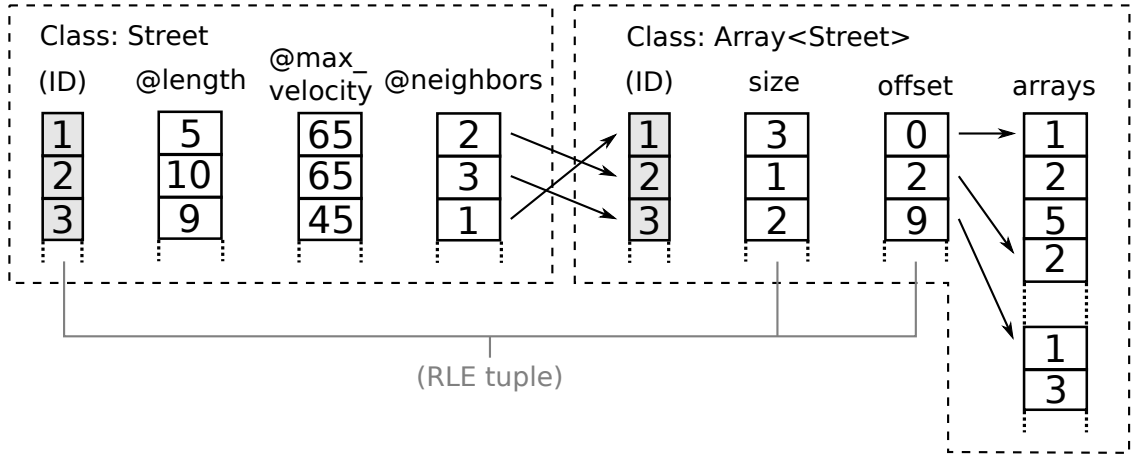 Class: Street
(ID) @length @max_ velocity @neighbors
1 5 65 2
2 10 65 3
3 9 45 1
Class: Array<Street>
(ID) size offset arrays
1 3 0 1
2 1 2 2
3 2 9 5
2
1
3
(RLE tuple)